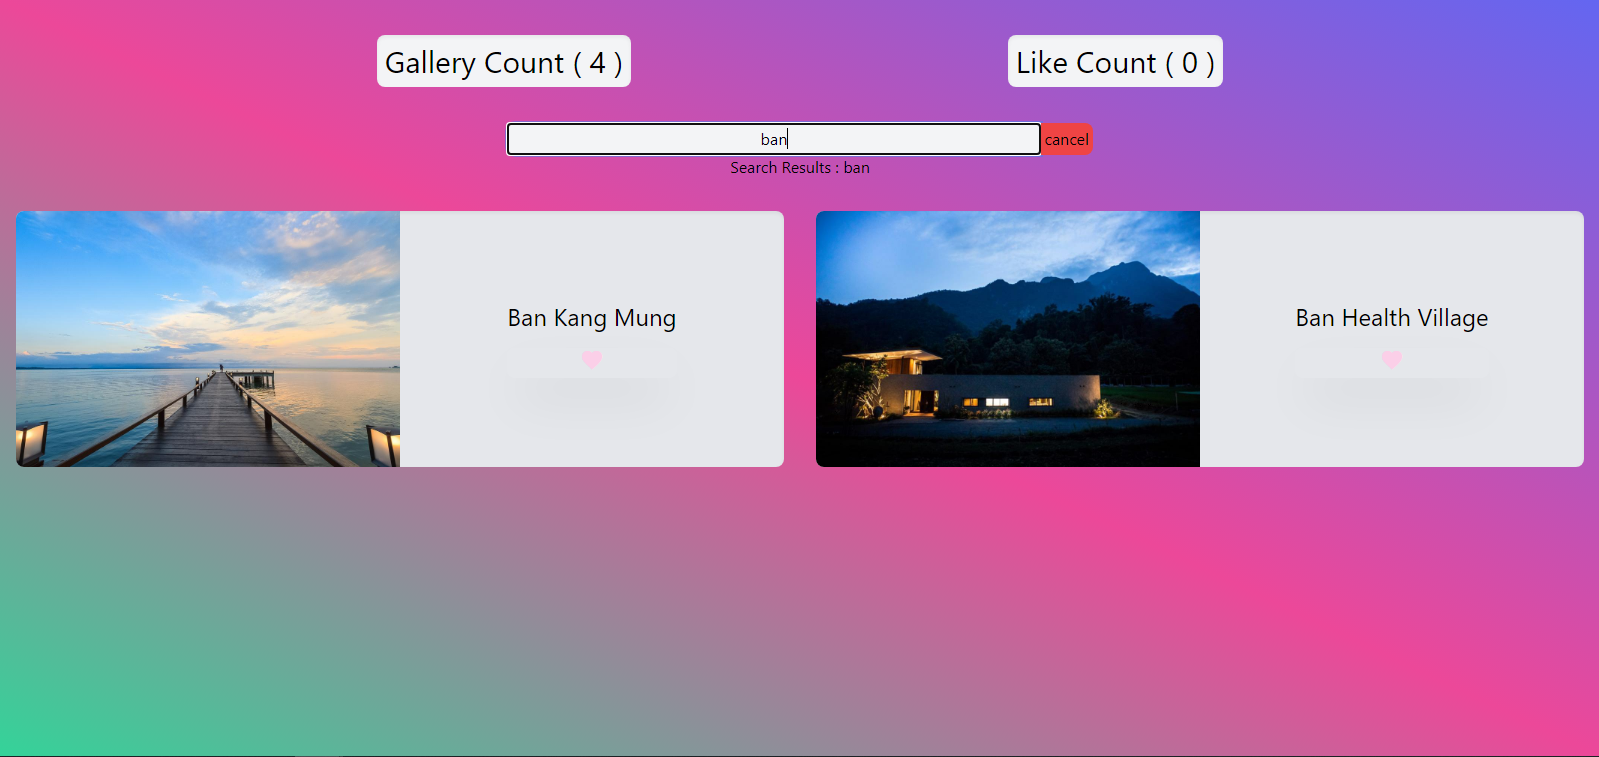 Gallery Count ( 4 )
Like Count ( 0 )
ban
cancel
Search Results : ban
Ban Kang Mung
Ban Health Village